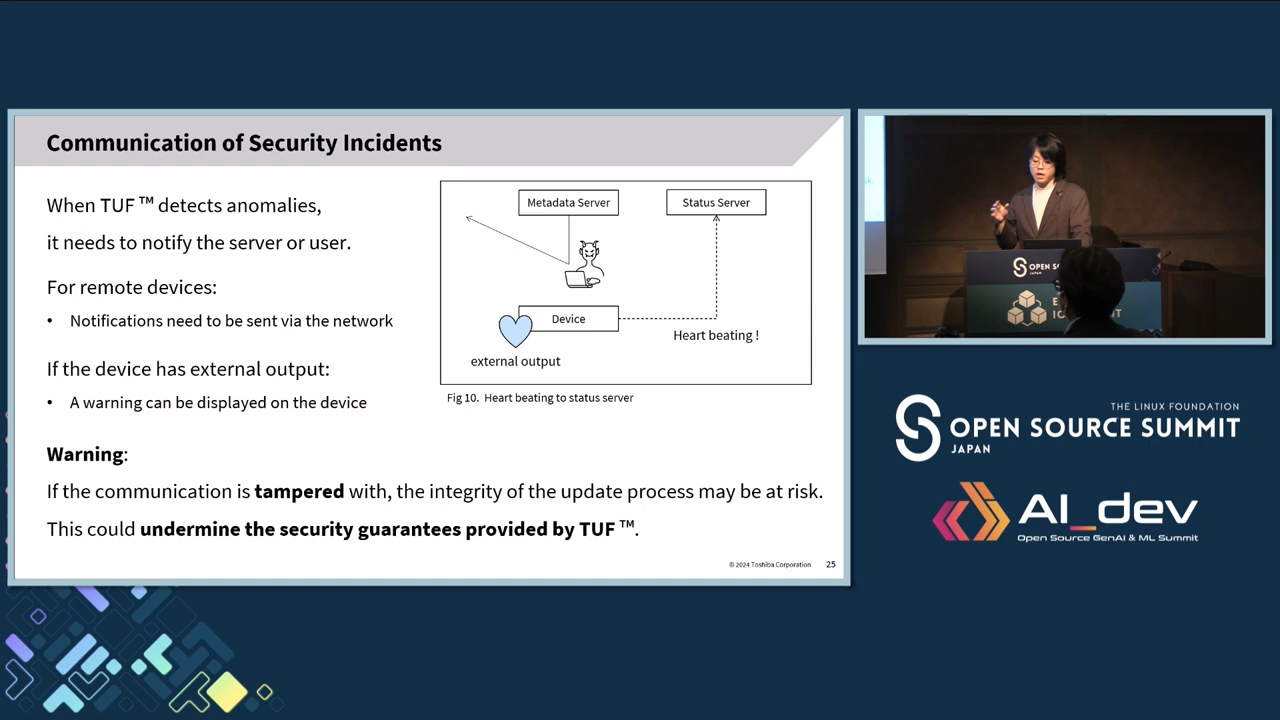 Communication of Security Incidents
When TUF ™ detects anomalies,
it needs to notify the server or user.
For remote devices:
• Notifications need to be sent via the network
If the device has external output:
• A warning can be displayed on the device
Warning:
If the communication is tampered with, the integrity of the update process may be at risk.
This could undermine the security guarantees provided by TUF ™.
Metadata Server
Status Server
Device
Heart beating !
external output
Fig 10. Heart beating to status server
© 2024 Toshiba Corporation
25
OPEN SO
JAPAN
THE LINUX FOUNDATION
OPEN SOURCE SUMMIT
JAPAN
AI_dev
Open Source GenAI & ML Summit